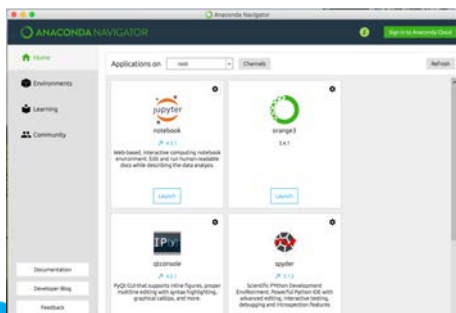 Anaconda Navigator
ANACONDA NAVIGATOR
Sign in to Anaconda Cloud
Home
Environments
Learning
Community
Documentation
Developer Blog
Feedback
Applications on root Channels Refresh
jupyter
notebook
Web-based, interactive computing notebook
environment. Edit and run human-readable
docs while describing the data analysis.
Launch
orange3
3.4.1
Launch
IP[y]:
qtconsole
PyQt GUI that supports inline figures, proper
multiline editing with syntax highlighting,
graphical calltips, and more.
spyder
Scientific PYthon Development
EnviRonment. Powerful Python IDE with
advanced editing, interactive testing,
debugging and introspection features